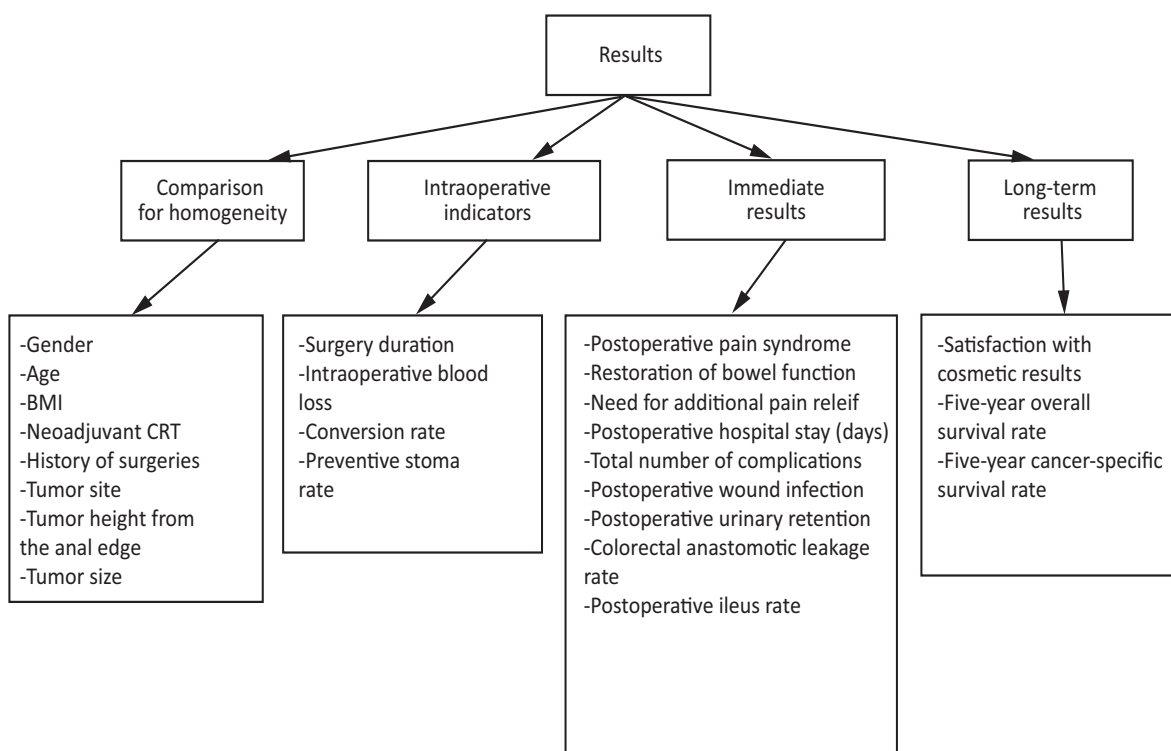 Results
Comparison
for homogeneity
Intraoperative
indicators
Immediate
results
Long-term
results
-Gender
-Age
-BMI
-Neoadjuvant CRT
-History of surgeries
-Tumor site
-Tumor height from
the anal edge
-Tumor size
-Surgery duration
-Intraoperative blood
loss
-Conversion rate
-Preventive stoma
rate
-Postoperative pain syndrome
-Restoration of bowel function
-Need for additional pain releif
-Postoperative hospital stay (days)
-Total number of complications
-Postoperative wound infection
-Postoperative urinary retention
-Colorectal anastomotic leakage
rate
-Postoperative ileus rate
-Satisfaction with
cosmetic results
-Five-year overall
survival rate
-Five-year cancer-specific
survival rate